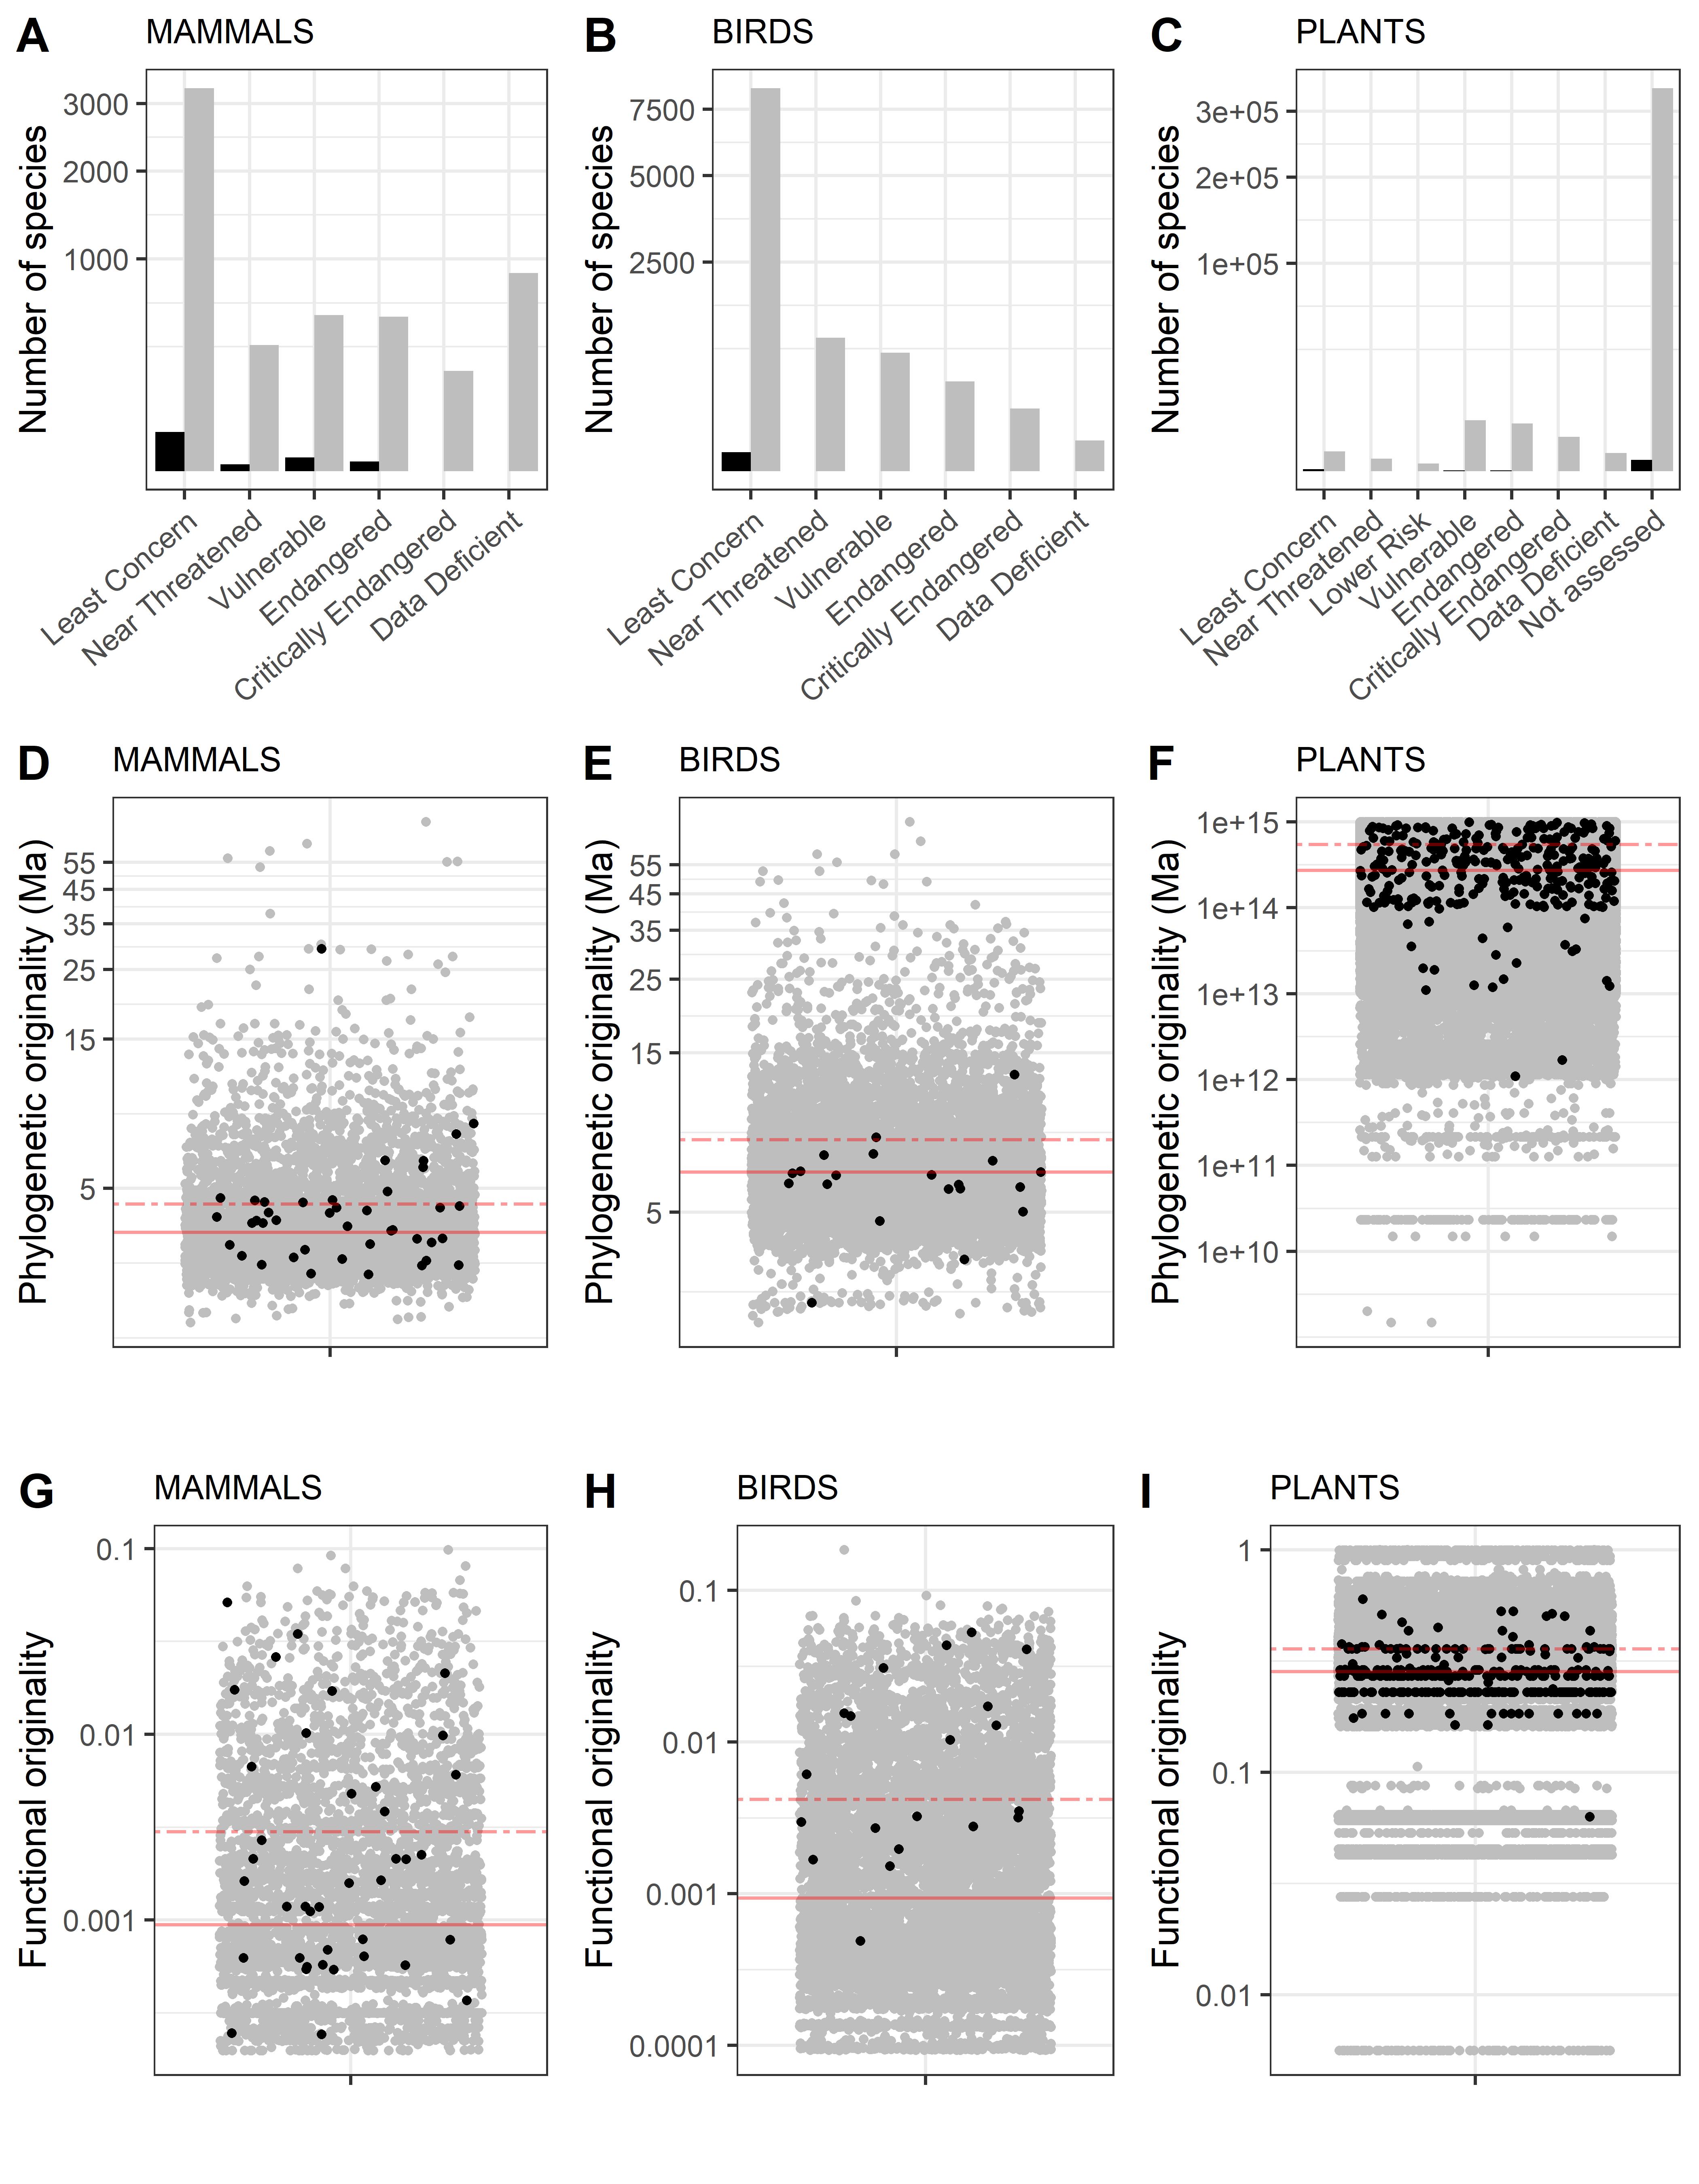 A MAMMALS
Number of species
3000
2000
1000
Least Concern
Near Threatened
Vulnerable
Endangered
Critically Endangered
Data Deficient
B BIRDS
Number of species
7500
5000
2500
Least Concern
Near Threatened
Vulnerable
Endangered
Critically Endangered
Data Deficient
C PLANTS
Number of species
3e+05
2e+05
1e+05
Least Concern
Near Threatened
Lower Risk
Vulnerable
Endangered
Critically Endangered
Data Deficient
Not assessed
D MAMMALS
Phylogenetic originality (Ma)
55
45
35
25
15
5
E BIRDS
Phylogenetic originality (Ma)
55
45
35
25
15
5
F PLANTS
Phylogenetic originality (Ma)
1e+15
1e+14
1e+13
1e+12
1e+11
1e+10
G MAMMALS
Functional originality
0.1
0.01
0.001
H BIRDS
Functional originality
0.1
0.01
0.001
0.0001
I PLANTS
Functional originality
1
0.1
0.01